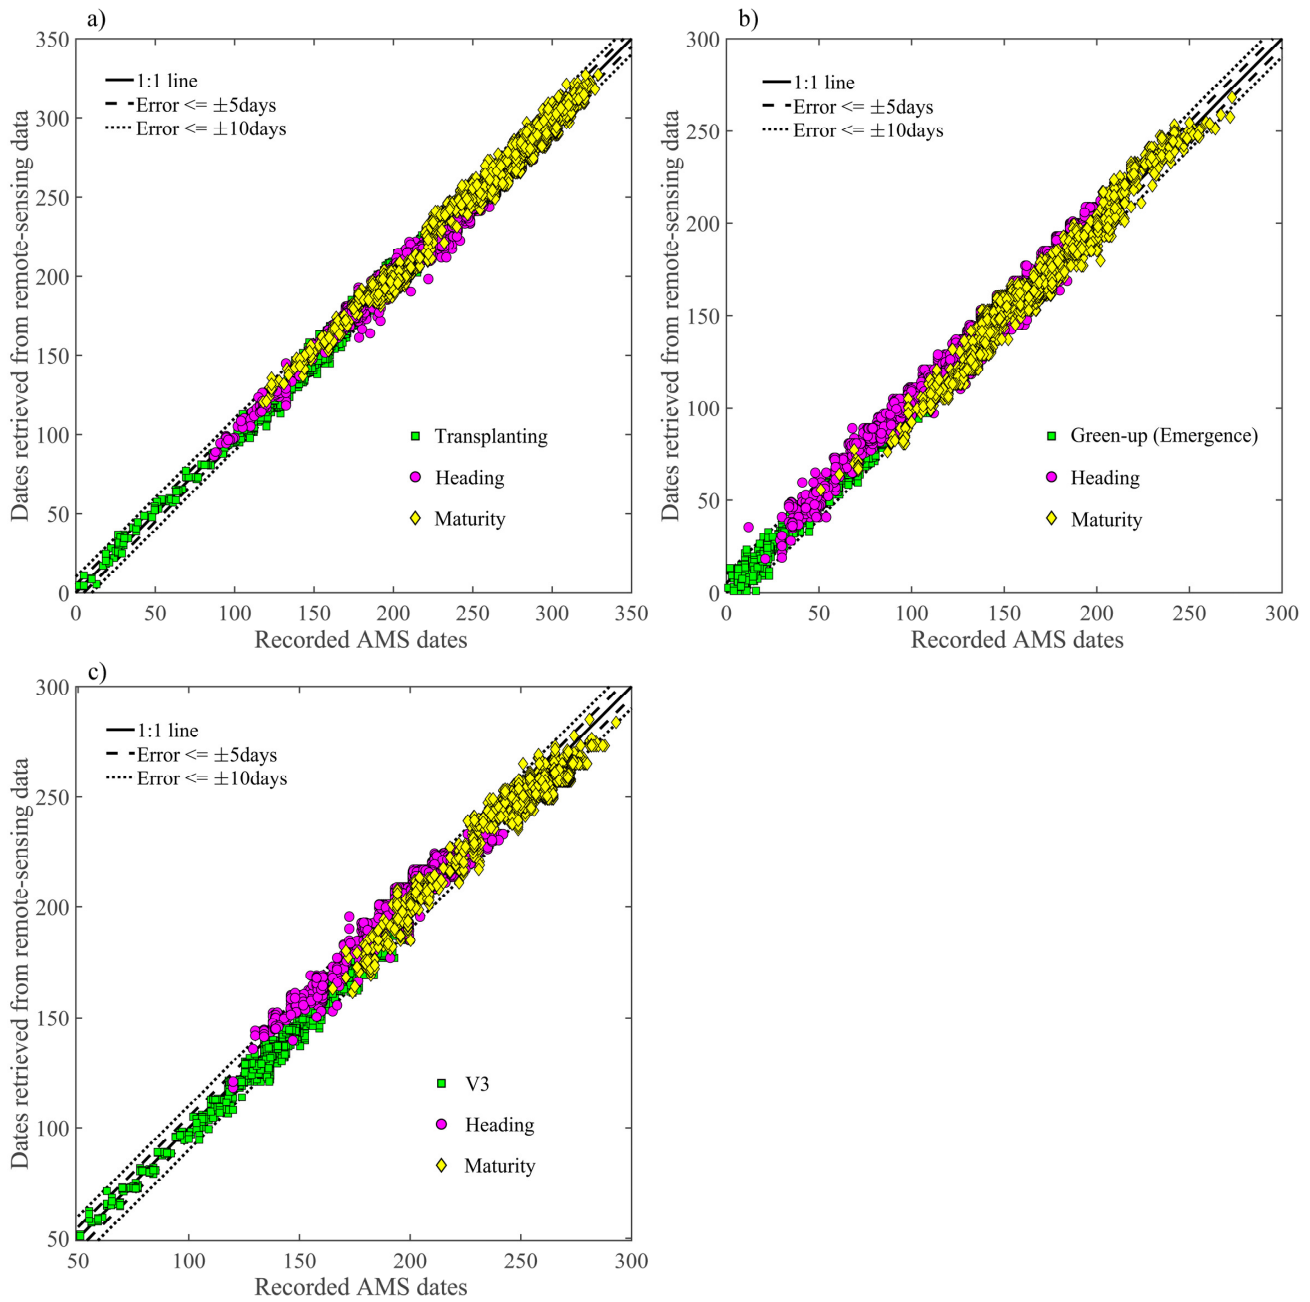 a)
Dates retrieved from remote-sensing data
350
300
250
200
150
100
50
0
1:1 line
Error <= ±5days
Error <= ±10days
Transplanting
Heading
Maturity
0 50 100 150 200 250 300 350
Recorded AMS dates
b)
Dates retrieved from remote-sensing data
300
250
200
150
100
50
0
1:1 line
Error <= ±5days
Error <= ±10days
Green-up (Emergence)
Heading
Maturity
0 50 100 150 200 250 300
Recorded AMS dates
c)
Dates retrieved from remote-sensing data
300
250
200
150
100
50
1:1 line
Error <= ±5days
Error <= ±10days
V3
Heading
Maturity
50 100 150 200 250 300
Recorded AMS dates